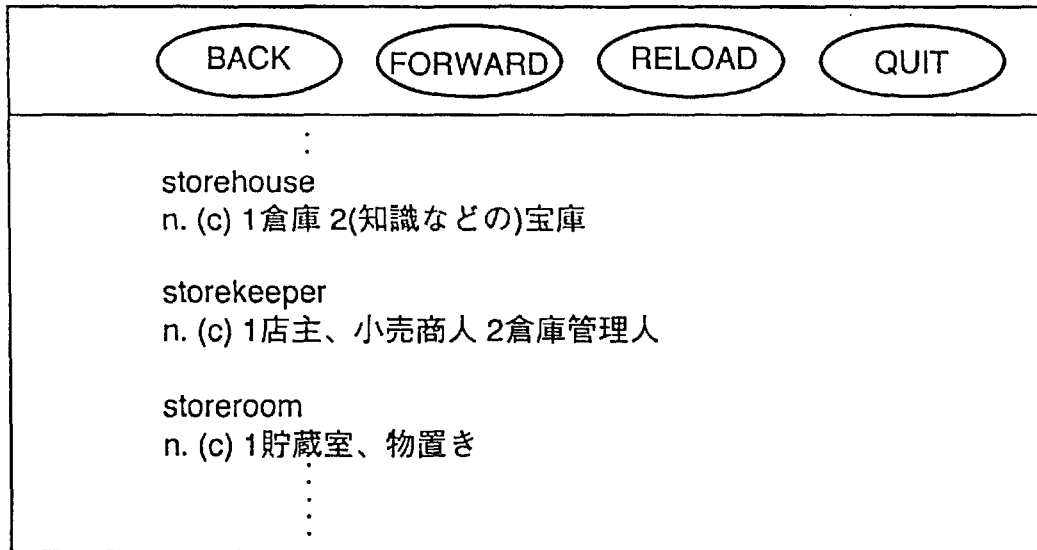 BACK FORWARD RELOAD QUIT
storehouse
n. (c) 1倉庫 2(知識などの)宝庫
storekeeper
n. (c) 1店主、小売商人 2倉庫管理人
storeroom
n. (c) 1貯蔵室、物置き